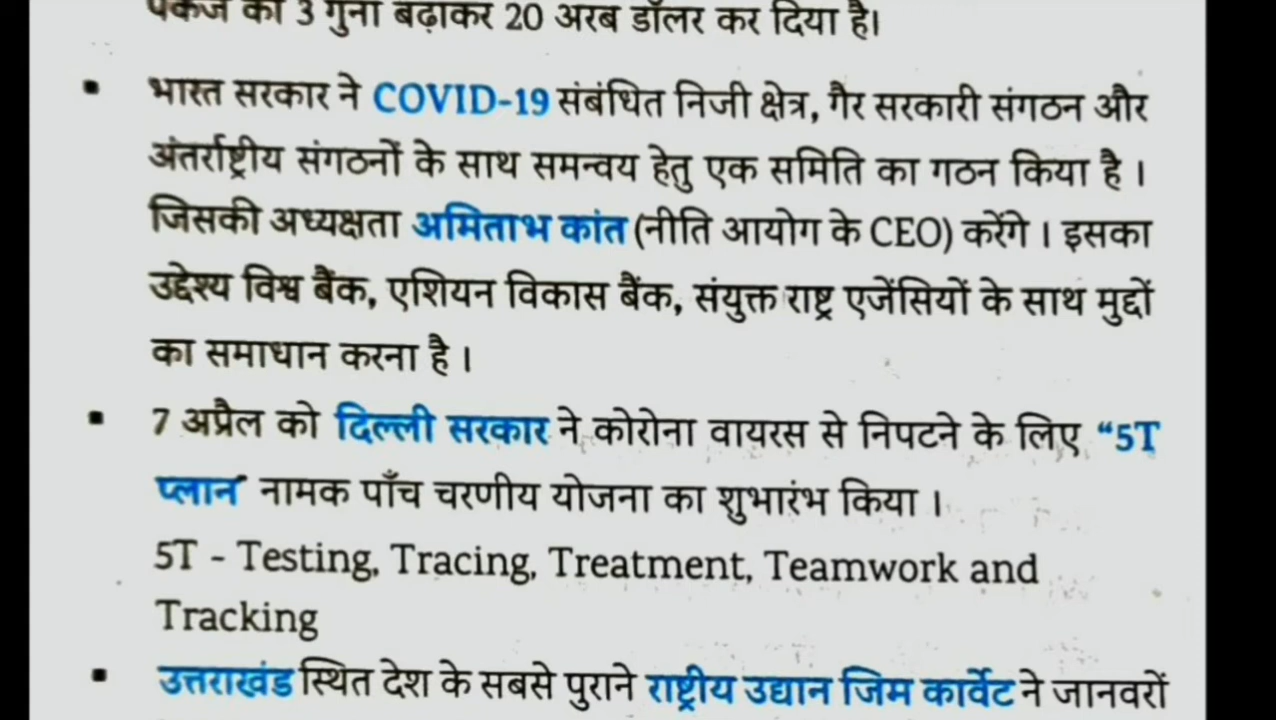 पैकेज को 3 गुना बढ़ाकर 20 अरब डॉलर कर दिया है।
▪ भारत सरकार ने COVID-19 संबंधित निजी क्षेत्र, गैर सरकारी संगठन और
अंतर्राष्ट्रीय संगठनों के साथ समन्वय हेतु एक समिति का गठन किया है ।
जिसकी अध्यक्षता अमिताभ कांत (नीति आयोग के CEO) करेंगे । इसका
उद्देश्य विश्व बैंक, एशियन विकास बैंक, संयुक्त राष्ट्र एजेंसियों के साथ मुद्दों
का समाधान करना है ।
▪ 7 अप्रैल को दिल्ली सरकार ने कोरोना वायरस से निपटने के लिए “5T
प्लान” नामक पाँच चरणीय योजना का शुभारंभ किया ।
5T - Testing, Tracing, Treatment, Teamwork and
Tracking
▪ उत्तराखंड स्थित देश के सबसे पुराने राष्ट्रीय उद्यान जिम कार्वेट ने जानवरों